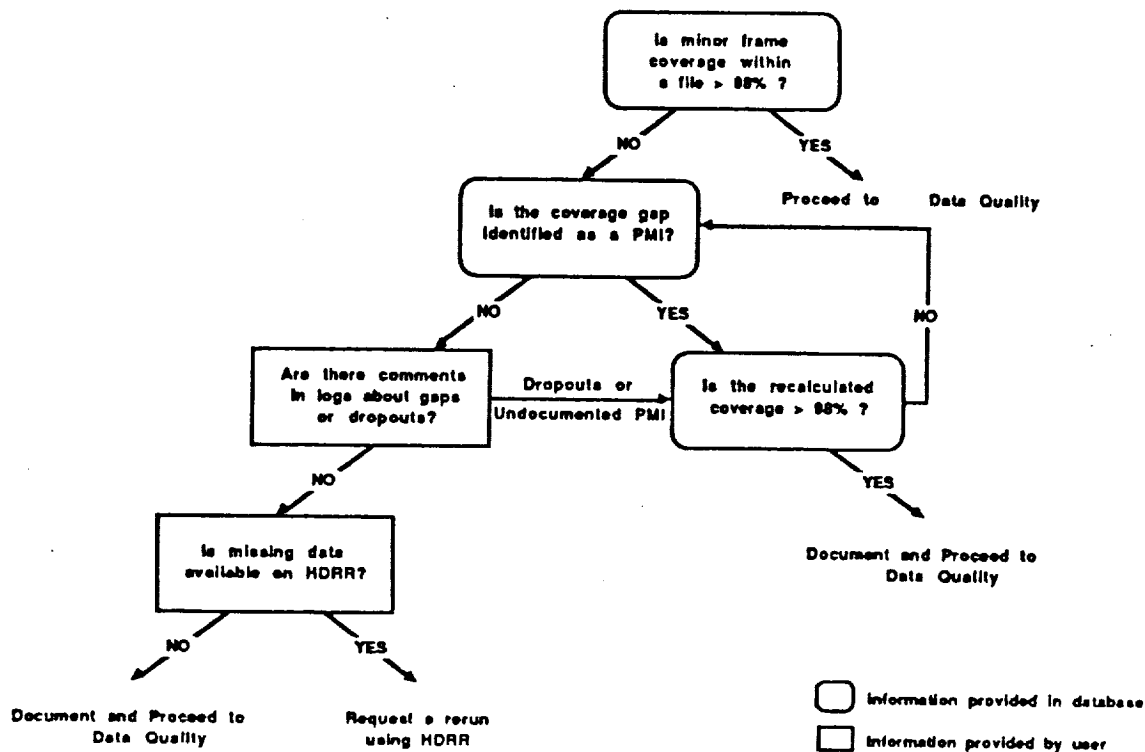 Is minor frame
coverage within
a file > 98% ?
NO
YES
Proceed to Data Quality
Is the coverage gap
identified as a PMI?
NO
YES
NO
Are there comments
in logs about gaps
or dropouts?
Dropouts or
Undocumented PMI
Is the recalculated
coverage > 98% ?
NO
YES
Is missing data
available on HDRR?
Document and Proceed to
Data Quality
NO
YES
Document and Proceed to
Data Quality
Request a rerun
using HDRR
Information provided in database
Information provided by user